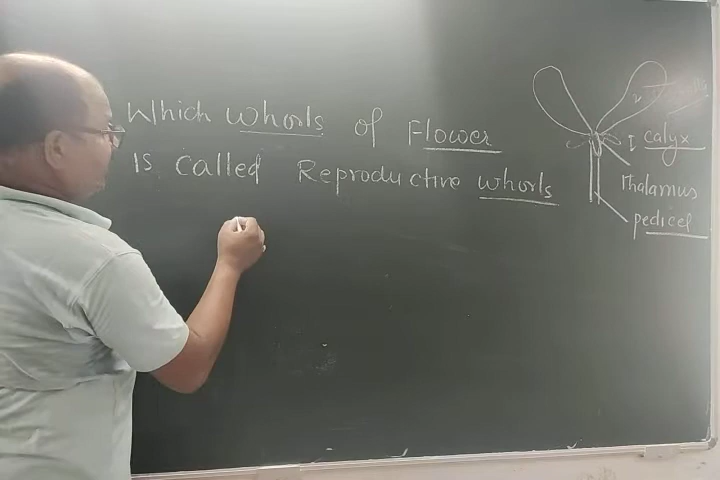 Which whorls of Flower
Is called Reproductive whorls
I calyx
Thalamus
pedicel